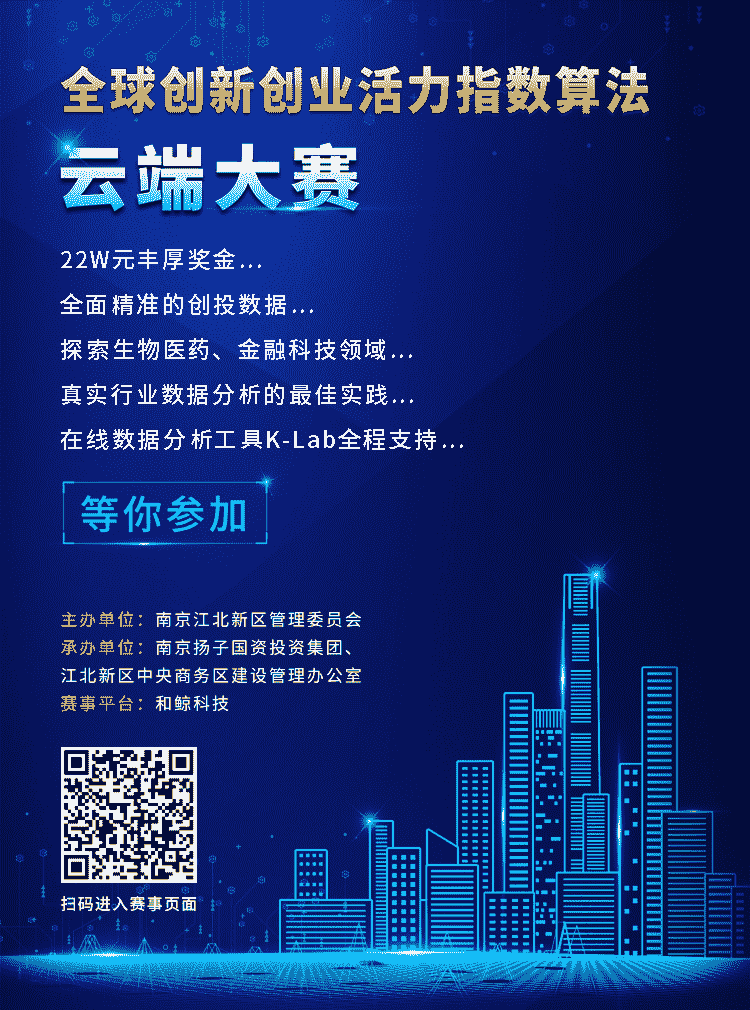 全球创新创业活力指数算法
云端大赛
22W元丰厚奖金...
全面精准的创投数据...
探索生物医药、金融科技领域...
真实行业数据分析的最佳实践...
在线数据分析工具K-Lab全程支持...
等你参加
主办单位：南京江北新区管理委员会
承办单位：南京扬子国资投资集团、
江北新区中央商务区建设管理办公室
赛事平台：和鲸科技
扫码进入赛事页面